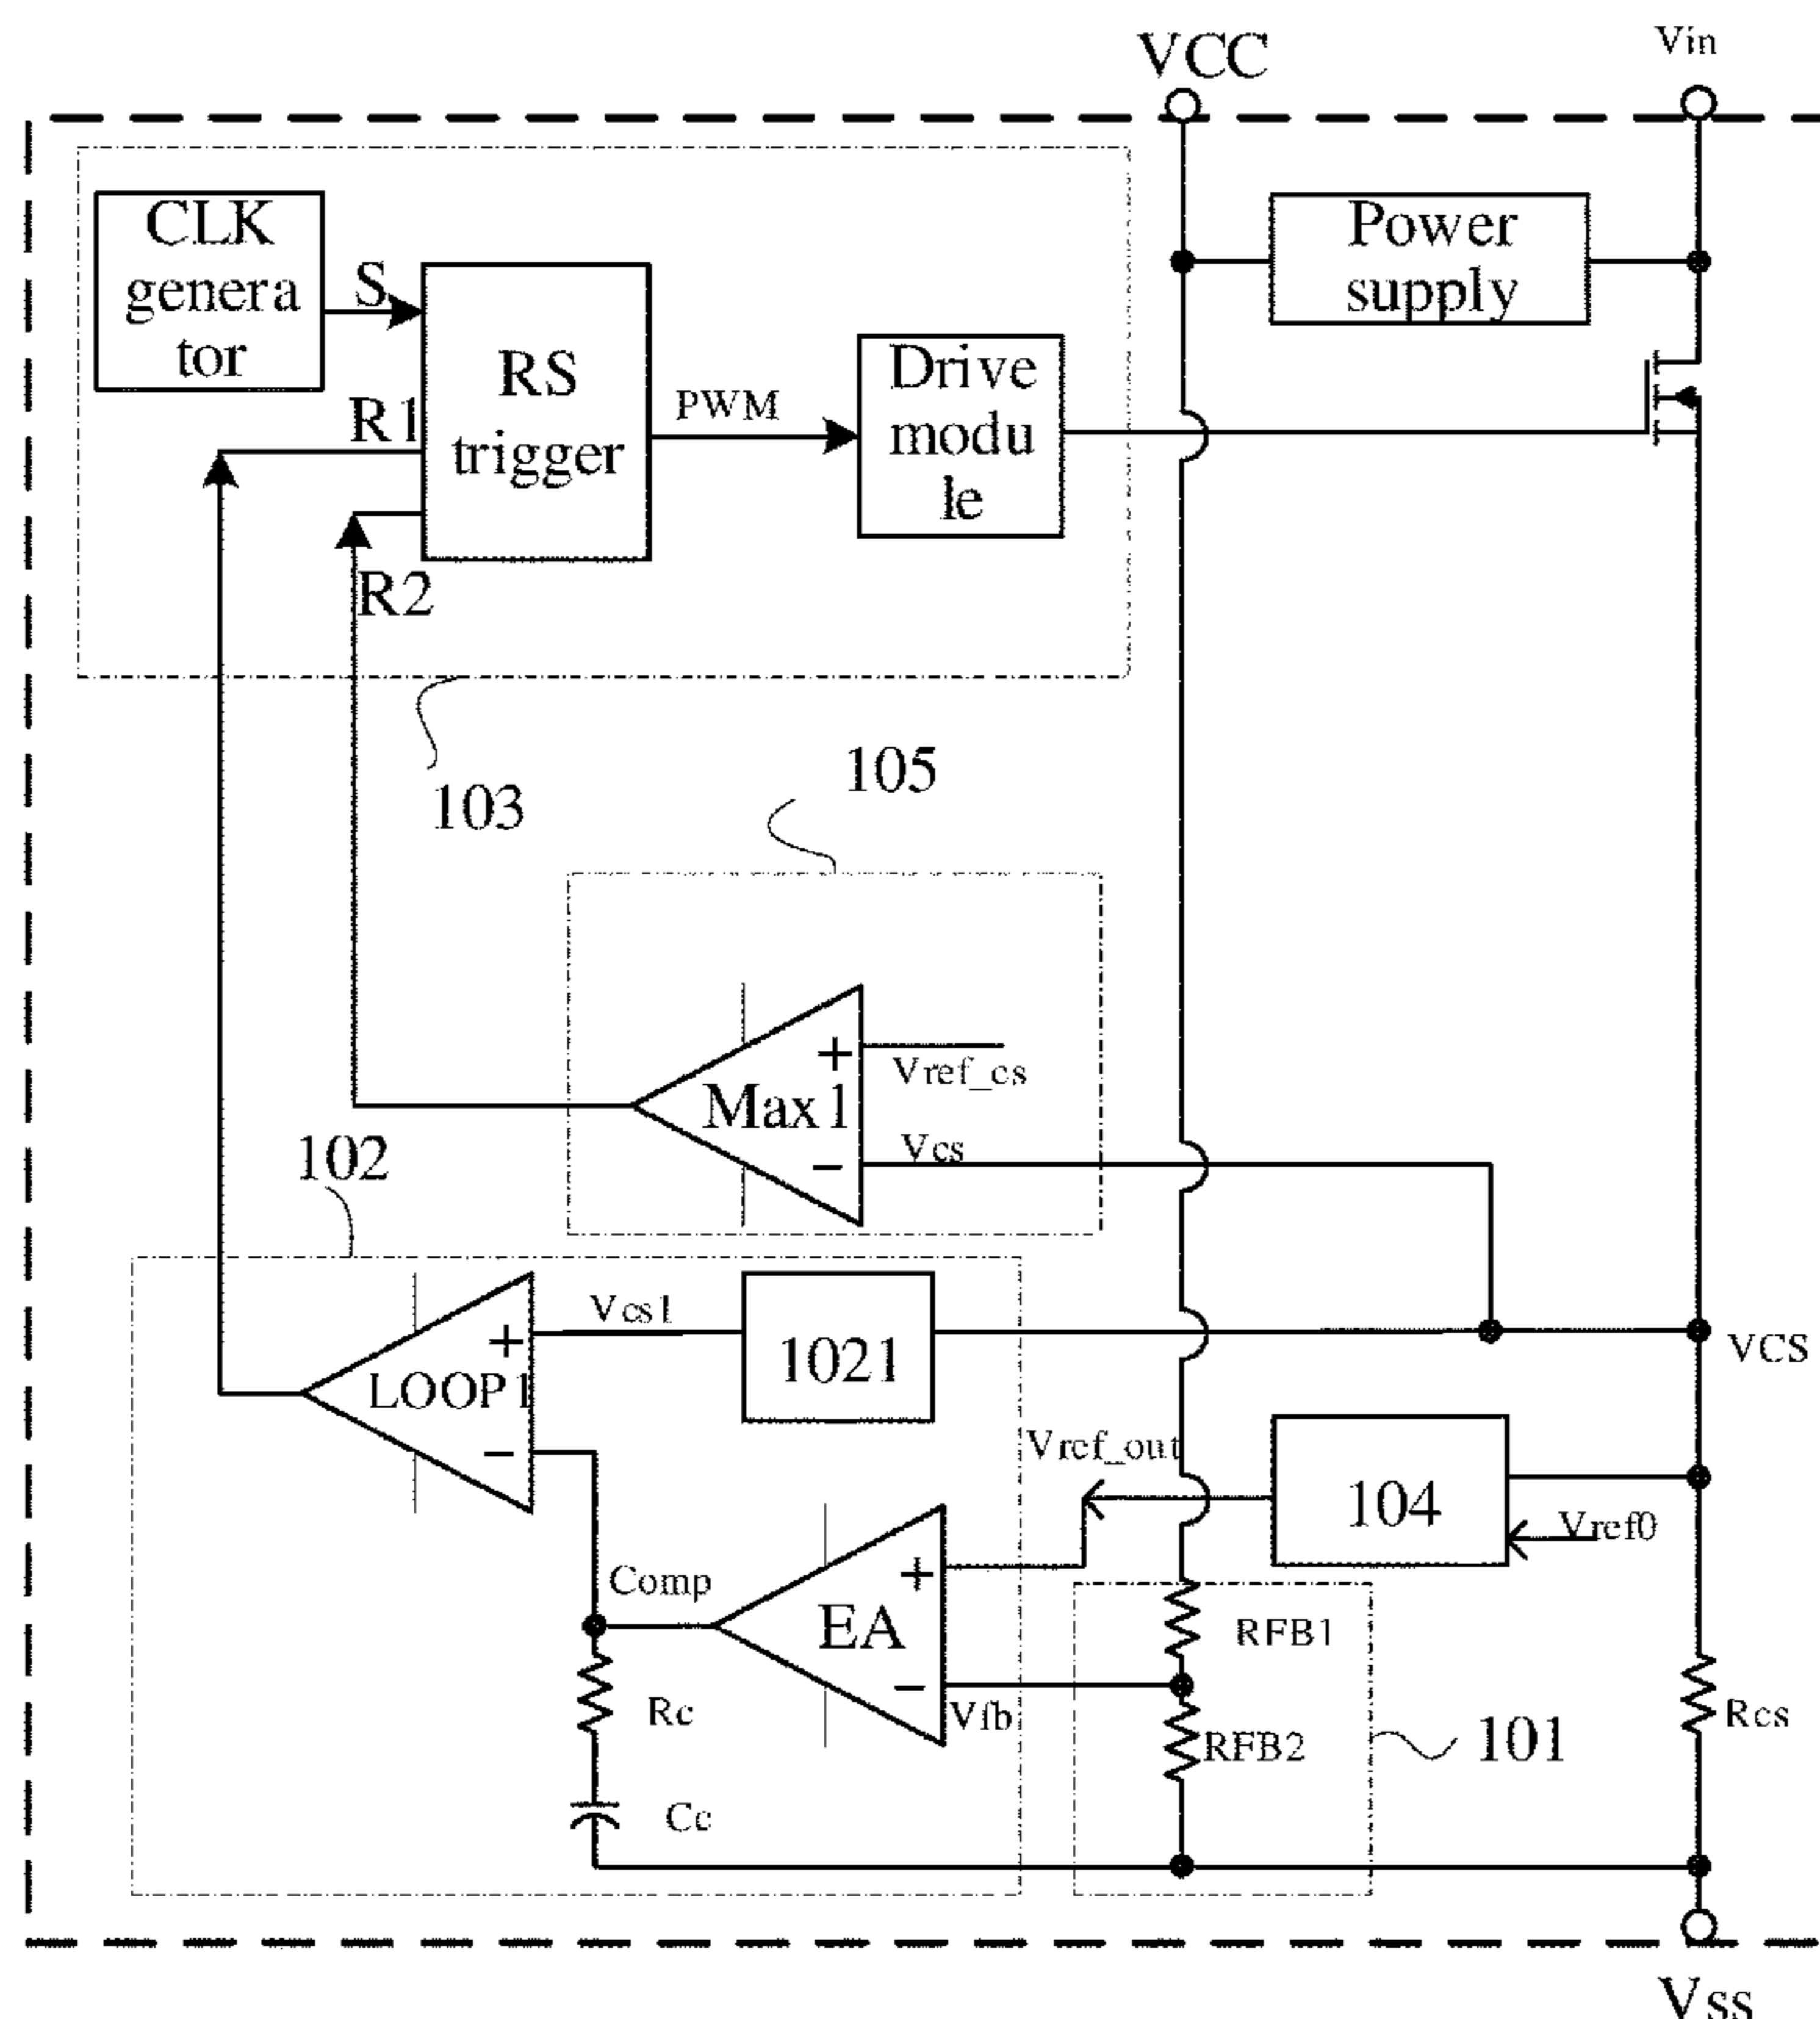 VCC
Vin
CLK
genera
tor
S
R1
R2
RS
trigger
PWM
Drive
modu
le
Power
supply
103
105
Max1
+
Vref_cs
Vcs
−
102
LOOP1
+
−
Vcs1
1021
VCS
Vref_out
104
Vref0
Comp
EA
+
−
Vfb
RFB1
RFB2
101
Rc
Cc
Rcs
Vss